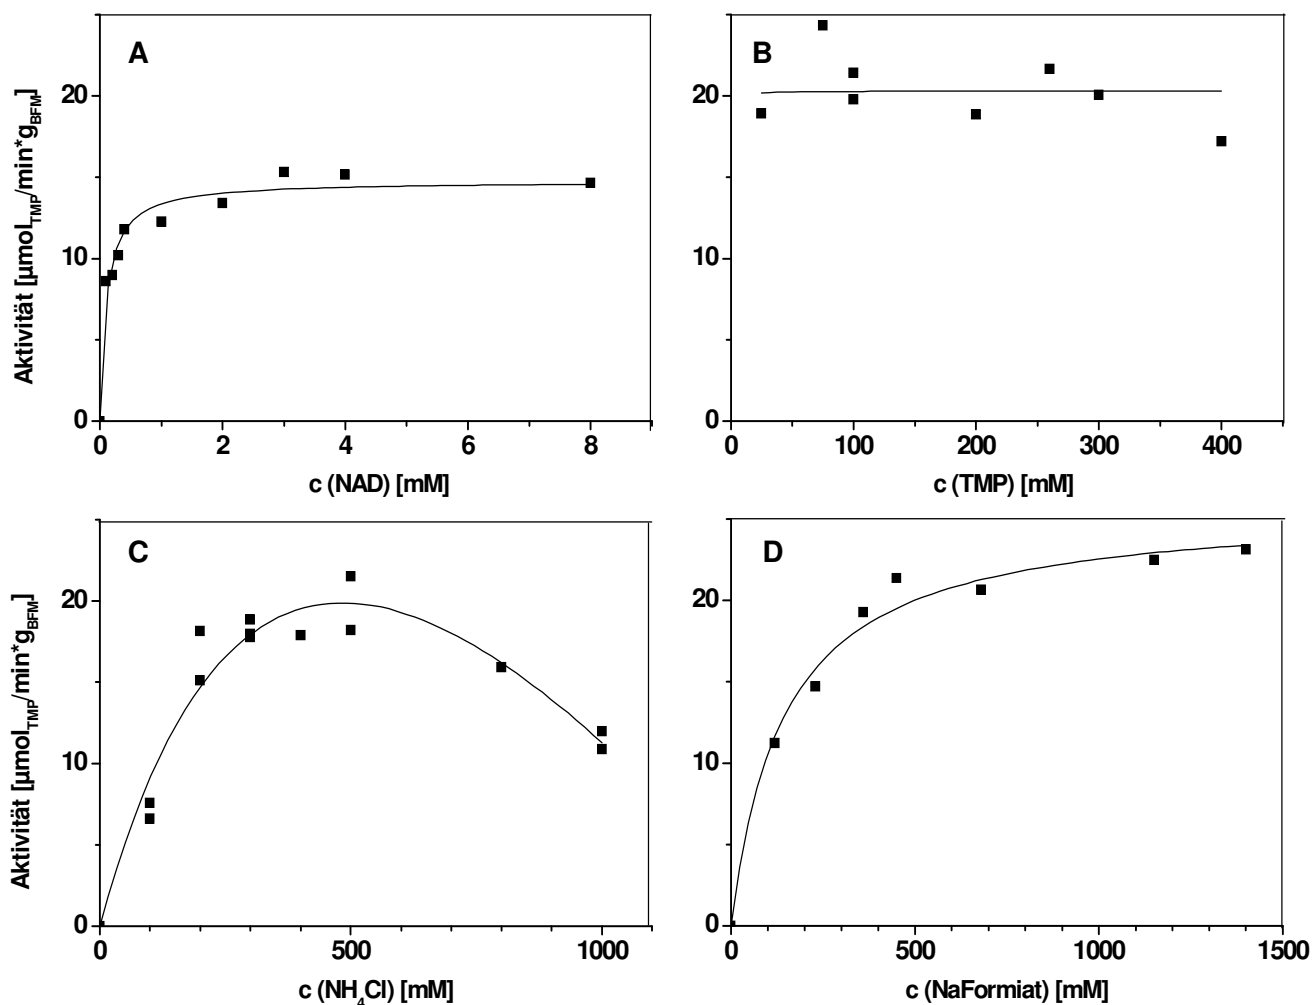 A
B
Aktivität [µmol_TMP/min*g_BFM]
20
10
0
0 2 4 6 8
c (NAD) [mM]
20
10
0
0 100 200 300 400
c (TMP) [mM]
C
D
Aktivität [µmol_TMP/min*g_BFM]
20
10
0
0 500 1000
c (NH₄Cl) [mM]
20
10
0
0 500 1000 1500
c (NaFormiat) [mM]